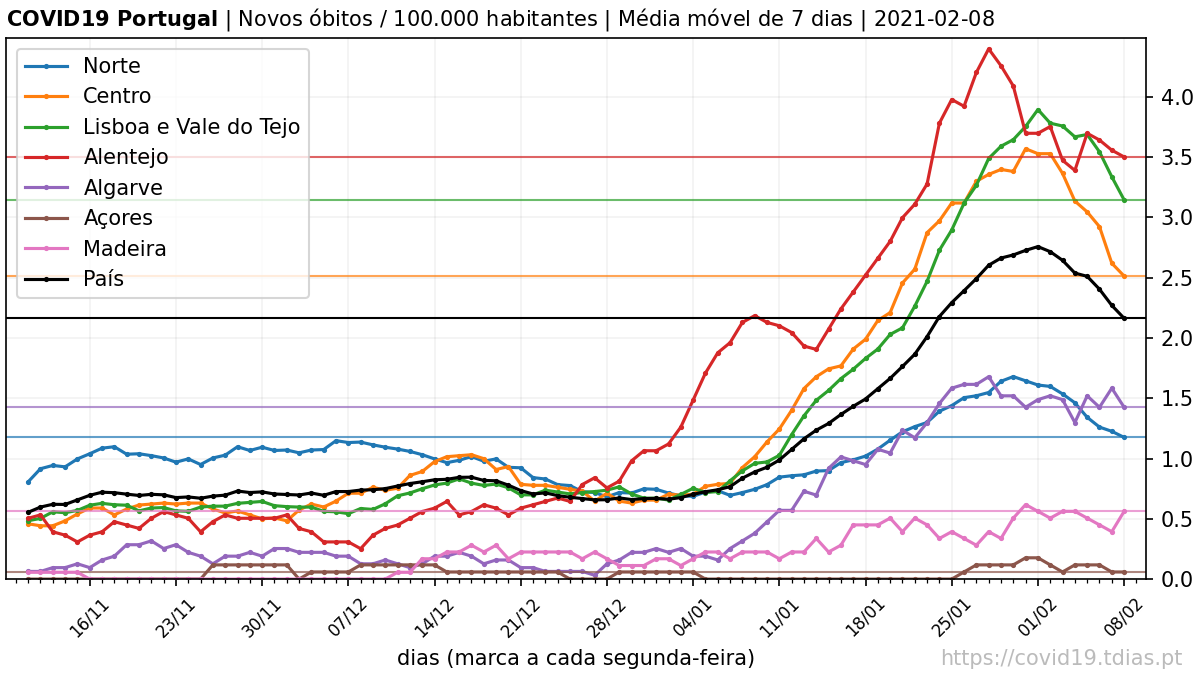 COVID19 Portugal | Novos óbitos / 100.000 habitantes | Média móvel de 7 dias | 2021-02-08
Norte
Centro
Lisboa e Vale do Tejo
Alentejo
Algarve
Açores
Madeira
País
4.0
3.5
3.0
2.5
2.0
1.5
1.0
0.5
0.0
16/11 23/11 30/11 07/12 14/12 21/12 28/12 04/01 11/01 18/01 25/01 01/02 08/02
dias (marca a cada segunda-feira)
https://covid19.tdias.pt